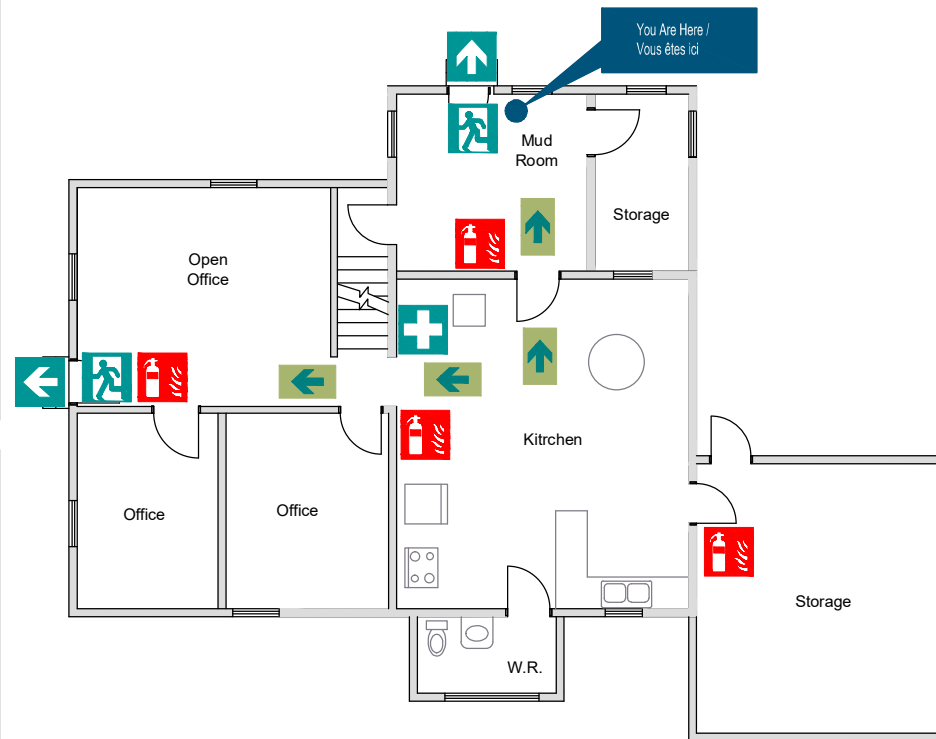 You Are Here /
Vous êtes ici
Mud
Room
Storage
Open
Office
Kitrchen
Office
Office
Storage
W.R.